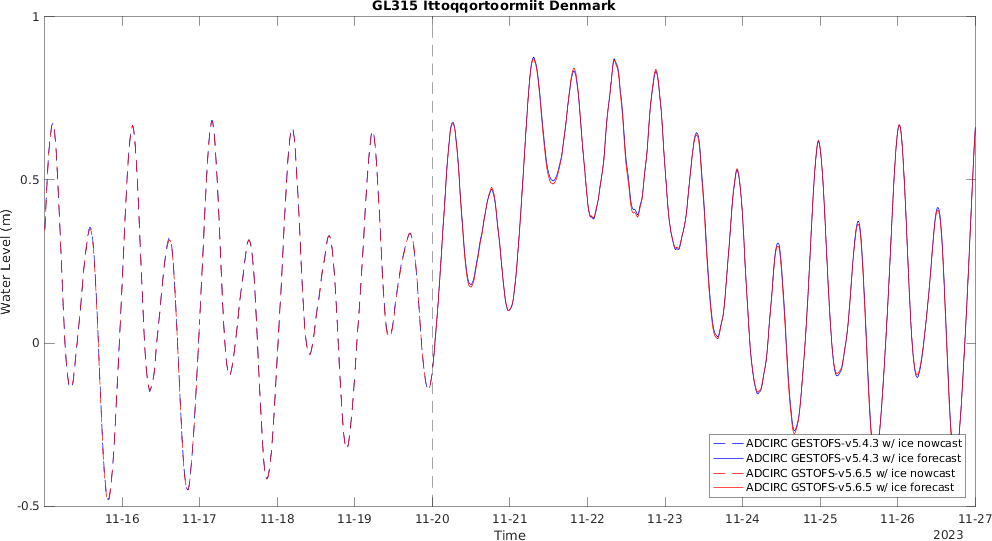 GL315 Ittoqqortoormiit Denmark
1
0.5
0
-0.5
Water Level (m)
11-16 11-17 11-18 11-19 11-20 11-21 11-22 11-23 11-24 11-25 11-26 11-27
Time
2023
ADCIRC GESTOFS-v5.4.3 w/ ice nowcast
ADCIRC GESTOFS-v5.4.3 w/ ice forecast
ADCIRC GSTOFS-v5.6.5 w/ ice nowcast
ADCIRC GSTOFS-v5.6.5 w/ ice forecast